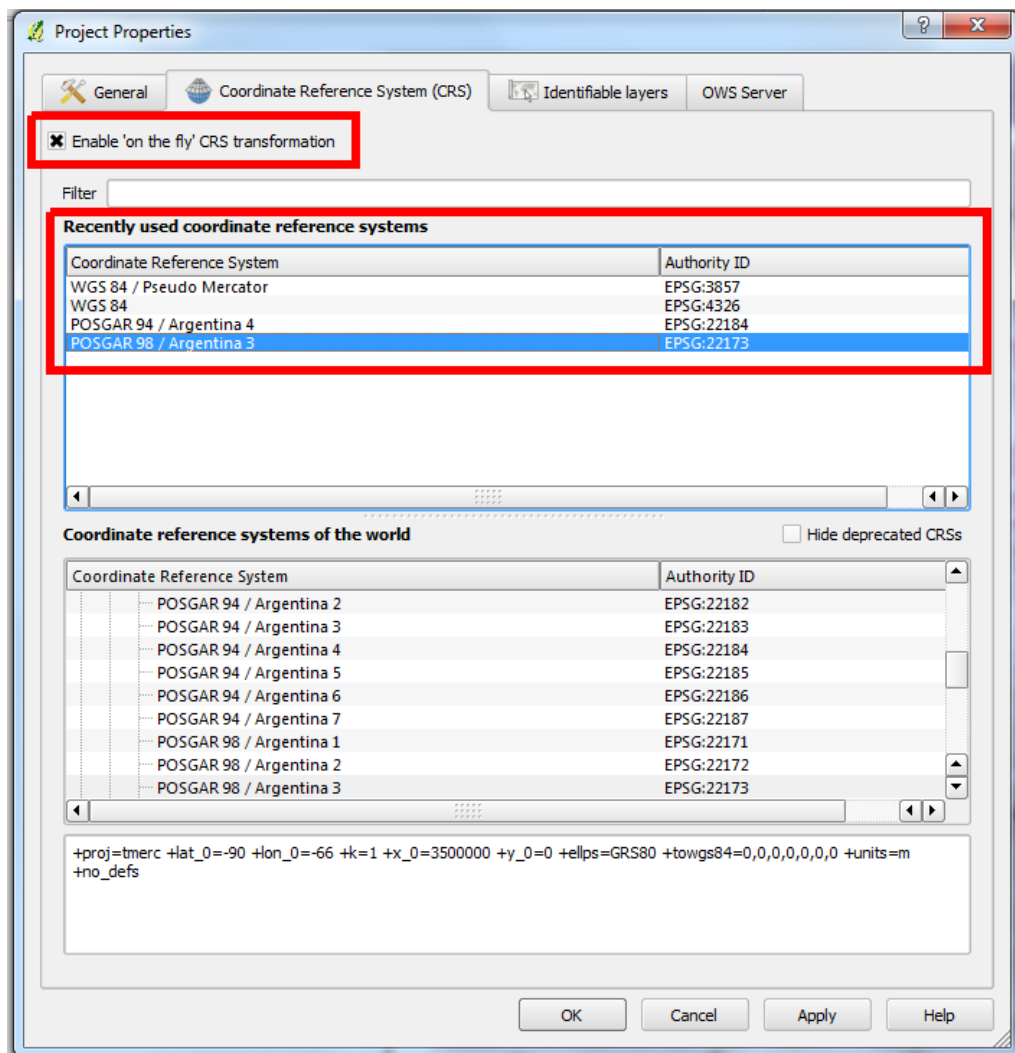 Project Properties
General Coordinate Reference System (CRS) Identifiable layers OWS Server
Enable 'on the fly' CRS transformation
Filter
Recently used coordinate reference systems
Coordinate Reference System Authority ID
WGS 84 / Pseudo Mercator EPSG:3857
WGS 84 EPSG:4326
POSGAR 94 / Argentina 4 EPSG:22184
POSGAR 98 / Argentina 3 EPSG:22173
Coordinate reference systems of the world Hide deprecated CRSs
Coordinate Reference System Authority ID
POSGAR 94 / Argentina 2 EPSG:22182
POSGAR 94 / Argentina 3 EPSG:22183
POSGAR 94 / Argentina 4 EPSG:22184
POSGAR 94 / Argentina 5 EPSG:22185
POSGAR 94 / Argentina 6 EPSG:22186
POSGAR 94 / Argentina 7 EPSG:22187
POSGAR 98 / Argentina 1 EPSG:22171
POSGAR 98 / Argentina 2 EPSG:22172
POSGAR 98 / Argentina 3 EPSG:22173
+proj=tmerc +lat_0=-90 +lon_0=-66 +k=1 +x_0=3500000 +y_0=0 +ellps=GRS80 +towgs84=0,0,0,0,0,0,0 +units=m
+no_defs
OK Cancel Apply Help